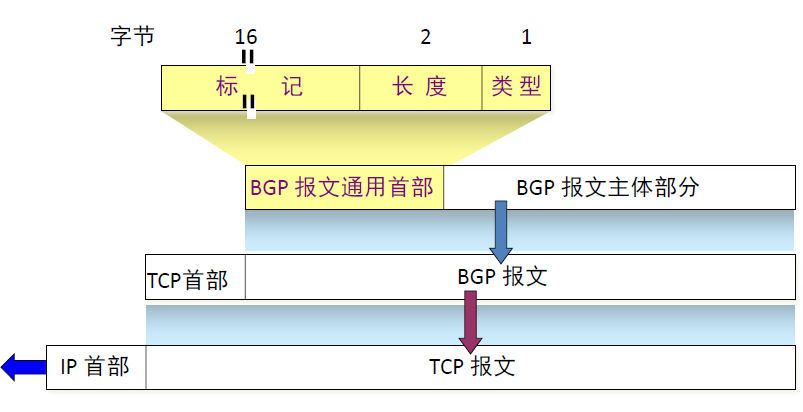 字节 16 2 1
标 记 长 度 类 型
BGP 报文通用首部 BGP 报文主体部分
TCP首部 BGP 报文
IP 首部 TCP 报文